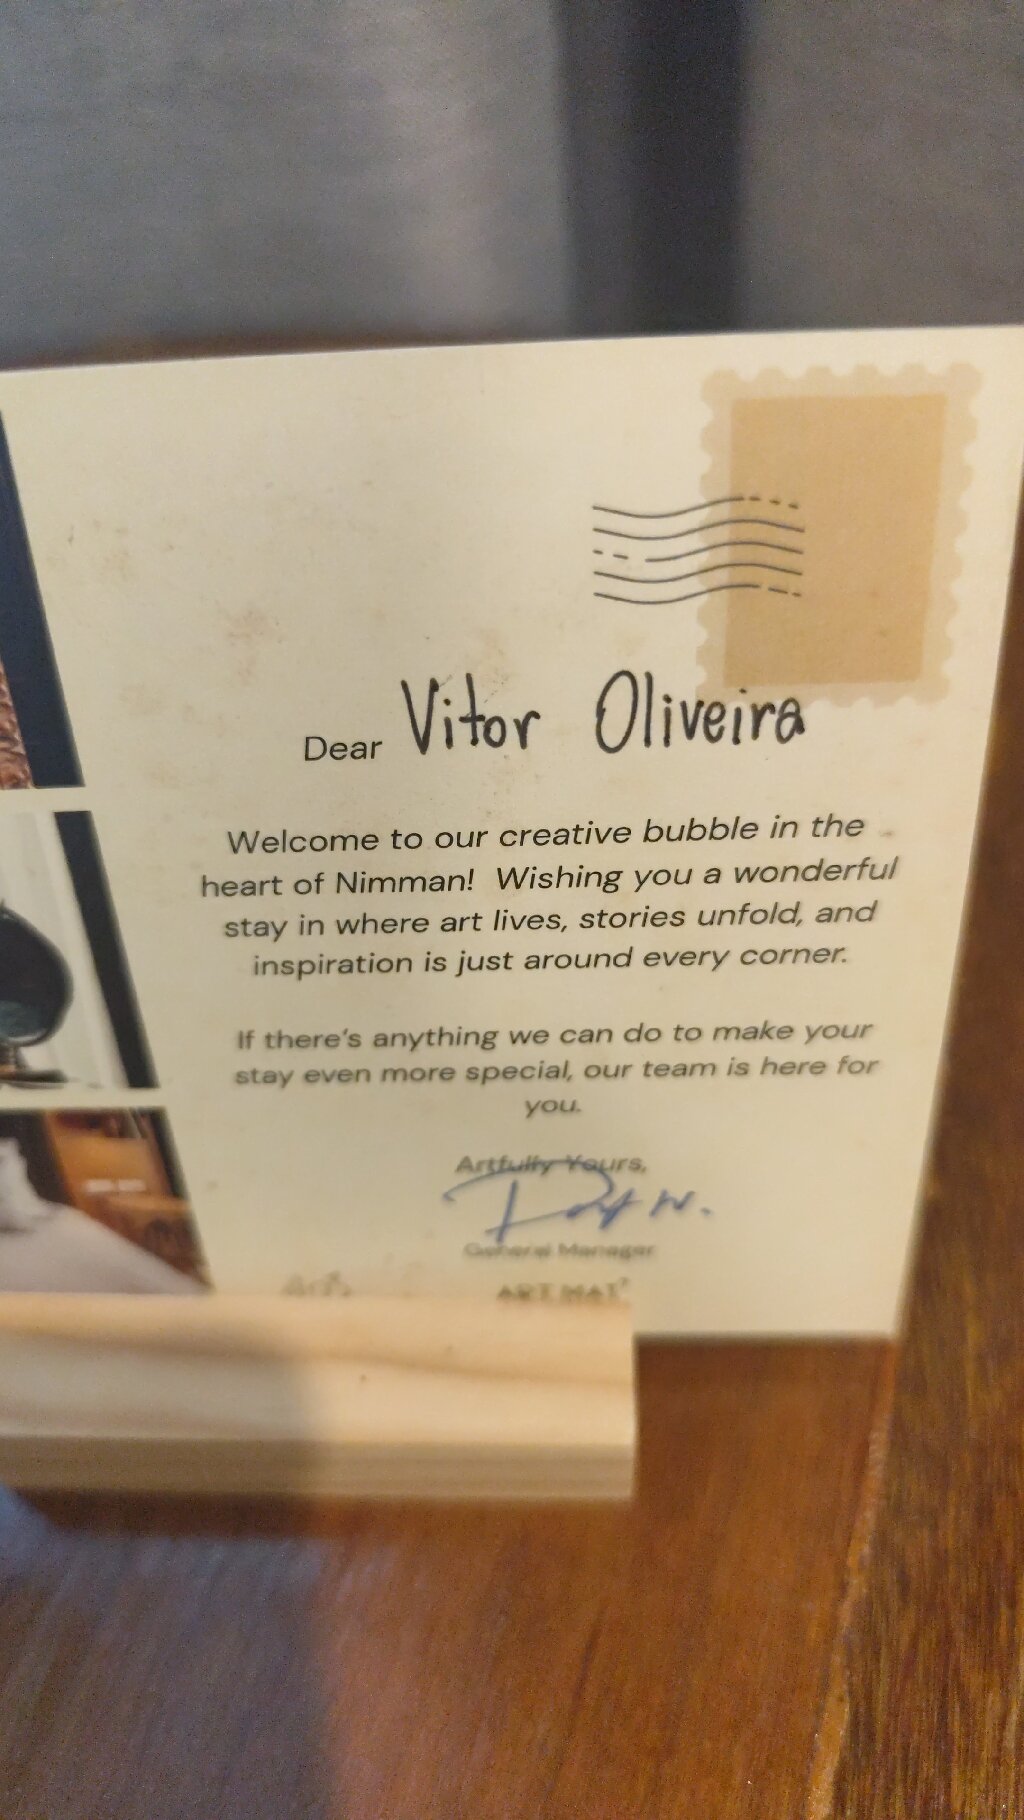 Dear Vitor Oliveira
Welcome to our creative bubble in the
heart of Nimman! Wishing you a wonderful
stay in where art lives, stories unfold, and
inspiration is just around every corner.
If there's anything we can do to make your
stay even more special, our team is here for
you.
Artfully Yours,
General Manager